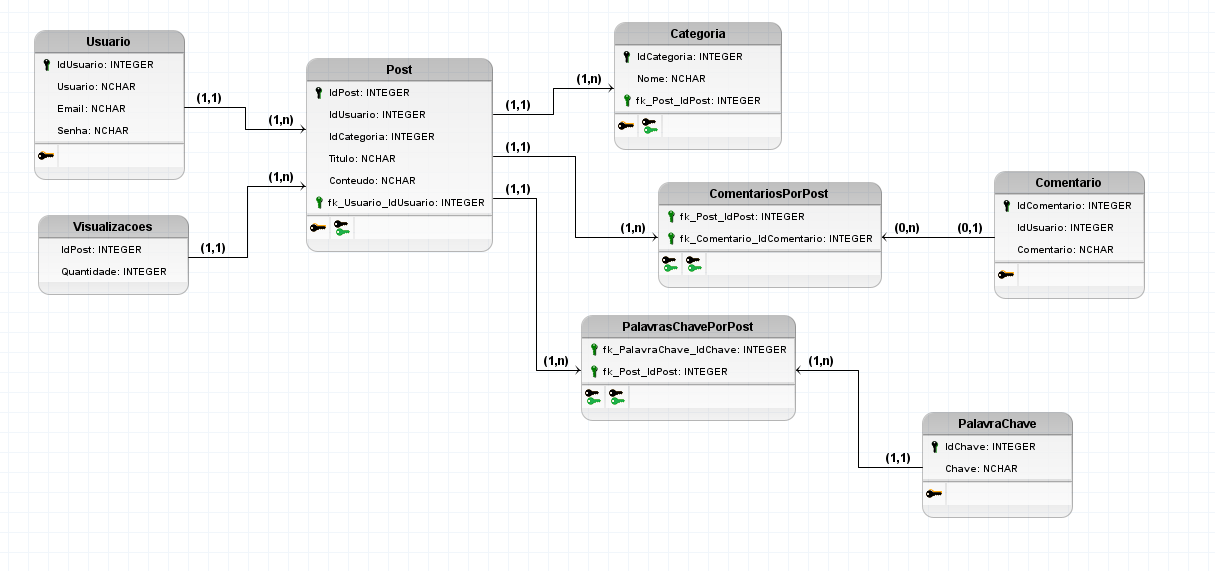 Usuario
IdUsuario: INTEGER
Usuario: NCHAR
Email: NCHAR
Senha: NCHAR
(1,1)
(1,n)
Visualizacoes
IdPost: INTEGER
Quantidade: INTEGER
(1,1)
(1,n)
Post
IdPost: INTEGER
IdUsuario: INTEGER
IdCategoria: INTEGER
Titulo: NCHAR
Conteudo: NCHAR
fk_Usuario_IdUsuario: INTEGER
(1,1)
(1,n)
(1,1)
(1,n)
(1,1)
(1,n)
Categoria
IdCategoria: INTEGER
Nome: NCHAR
fk_Post_IdPost: INTEGER
ComentariosPorPost
fk_Post_IdPost: INTEGER
fk_Comentario_IdComentario: INTEGER
(0,n)
(0,1)
Comentario
IdComentario: INTEGER
IdUsuario: INTEGER
Comentario: NCHAR
PalavrasChavePorPost
fk_PalavraChave_IdChave: INTEGER
fk_Post_IdPost: INTEGER
(1,n)
(1,1)
PalavraChave
IdChave: INTEGER
Chave: NCHAR